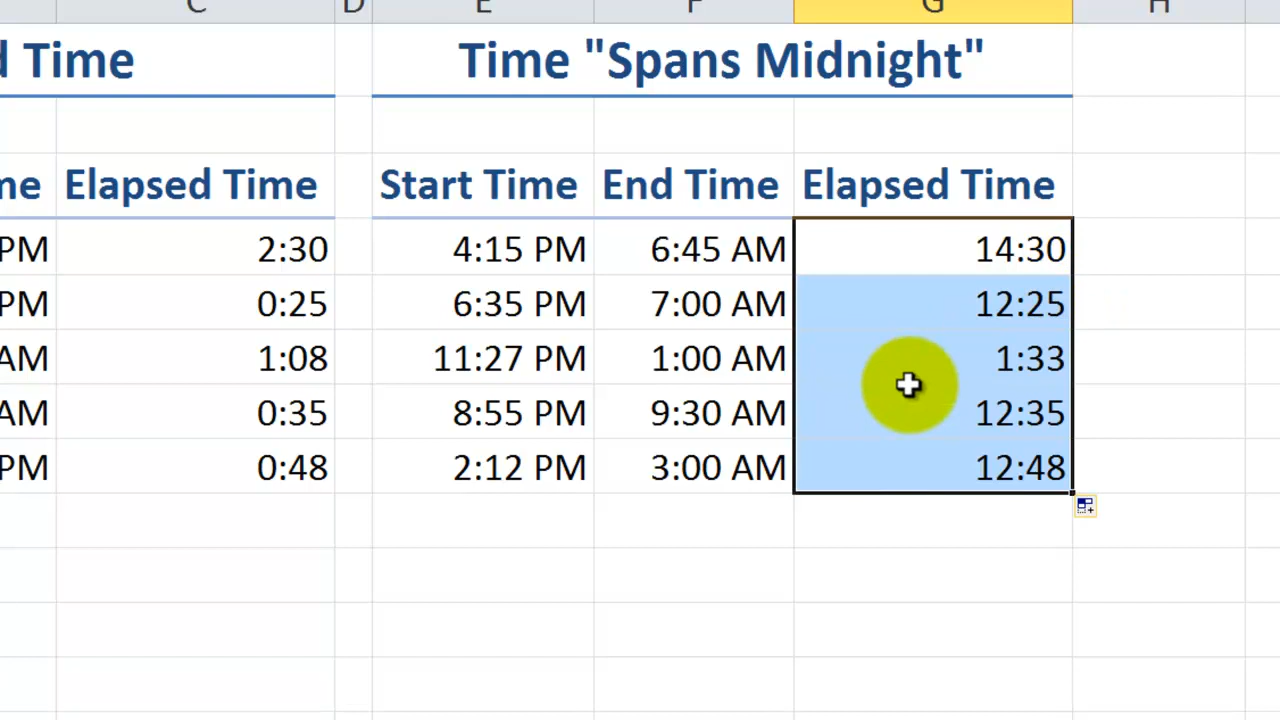 C D E F G H
d Time Time "Spans Midnight"
me Elapsed Time Start Time End Time Elapsed Time
PM 2:30 4:15 PM 6:45 AM 14:30
PM 0:25 6:35 PM 7:00 AM 12:25
AM 1:08 11:27 PM 1:00 AM 1:33
AM 0:35 8:55 PM 9:30 AM 12:35
PM 0:48 2:12 PM 3:00 AM 12:48